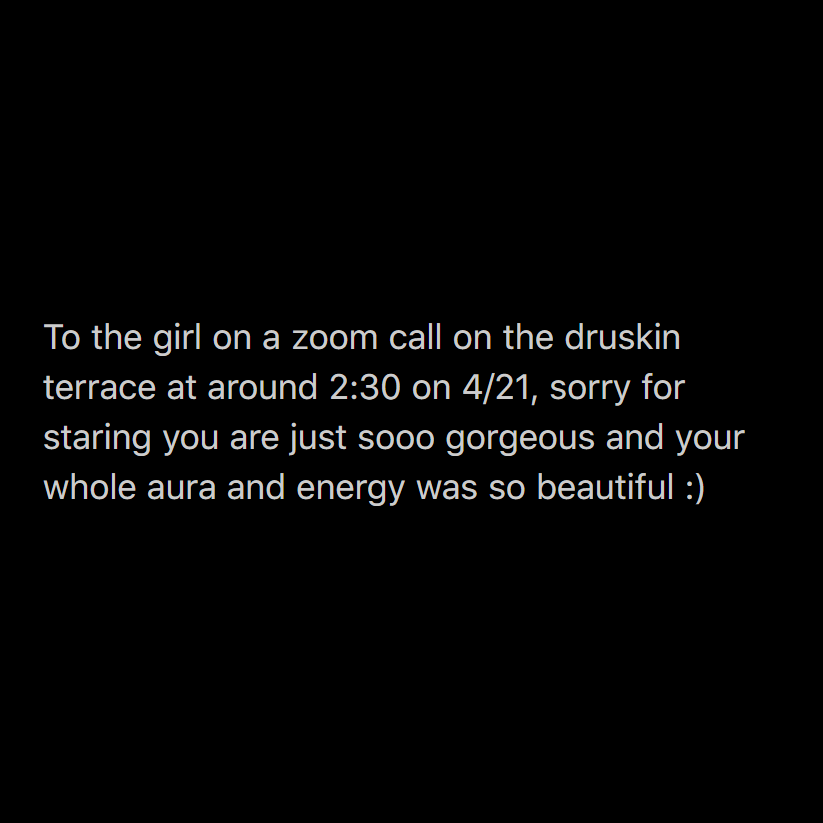 To the girl on a zoom call on the druskin
terrace at around 2:30 on 4/21, sorry for
staring you are just sooo gorgeous and your
whole aura and energy was so beautiful :)